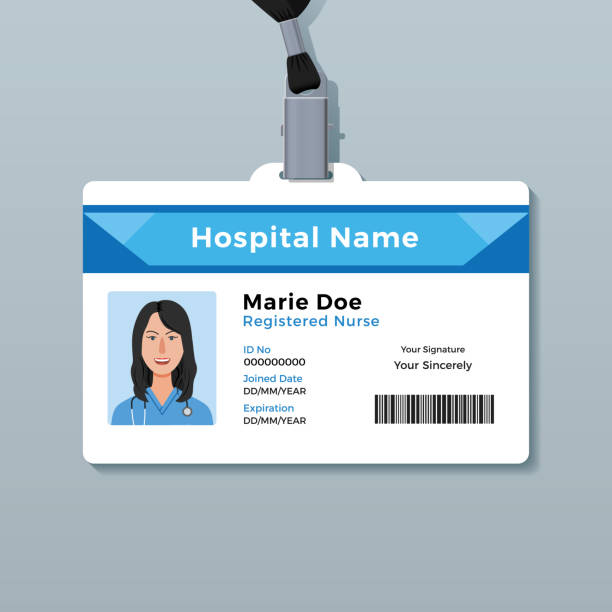 Hospital Name
Marie Doe
Registered Nurse
ID No
000000000
Joined Date
DD/MM/YEAR
Expiration
DD/MM/YEAR
Your Signature
Your Sincerely